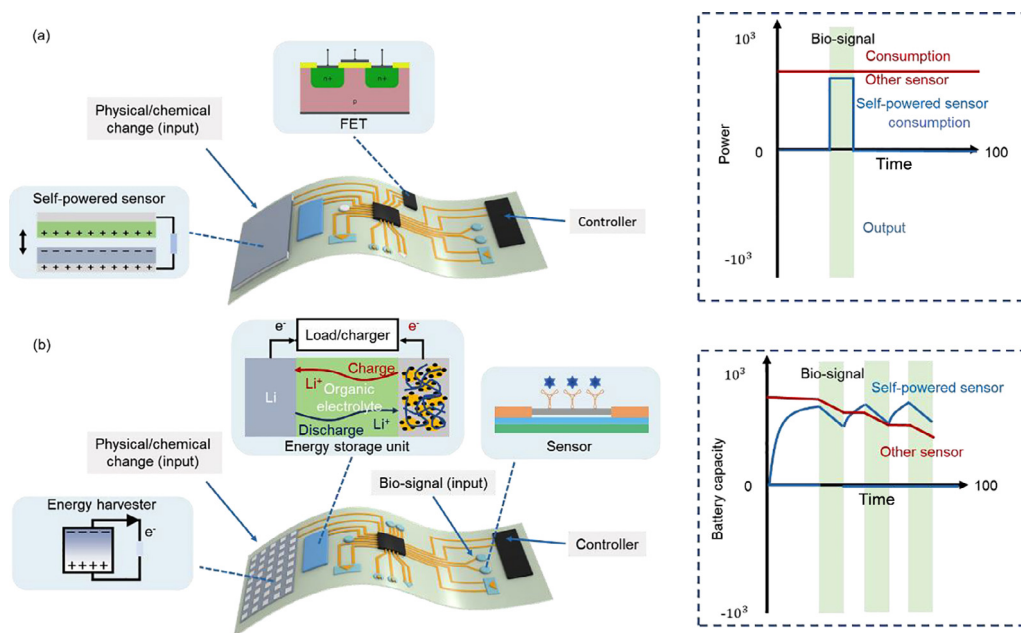 (a)
n+
n+
p
FET
Physical/chemical
change (input)
Self-powered sensor
+ + + + + + + + +
− − − − − − − − −
+ + + + + + + + +
Controller
10³
Bio-signal
Consumption
Other sensor
Self-powered sensor
consumption
Power
0
Time
100
Output
-10³
(b)
e⁻
Load/charger
e⁻
Charge
Li⁺
Li
Organic
electrolyte
Li⁺
Discharge
Energy storage unit
Sensor
Physical/chemical
change (input)
Bio-signal (input)
Energy harvester
e⁻
+ + + +
Controller
10³
Bio-signal
Self-powered sensor
Other sensor
Battery capacity
0
Time
100
-10³